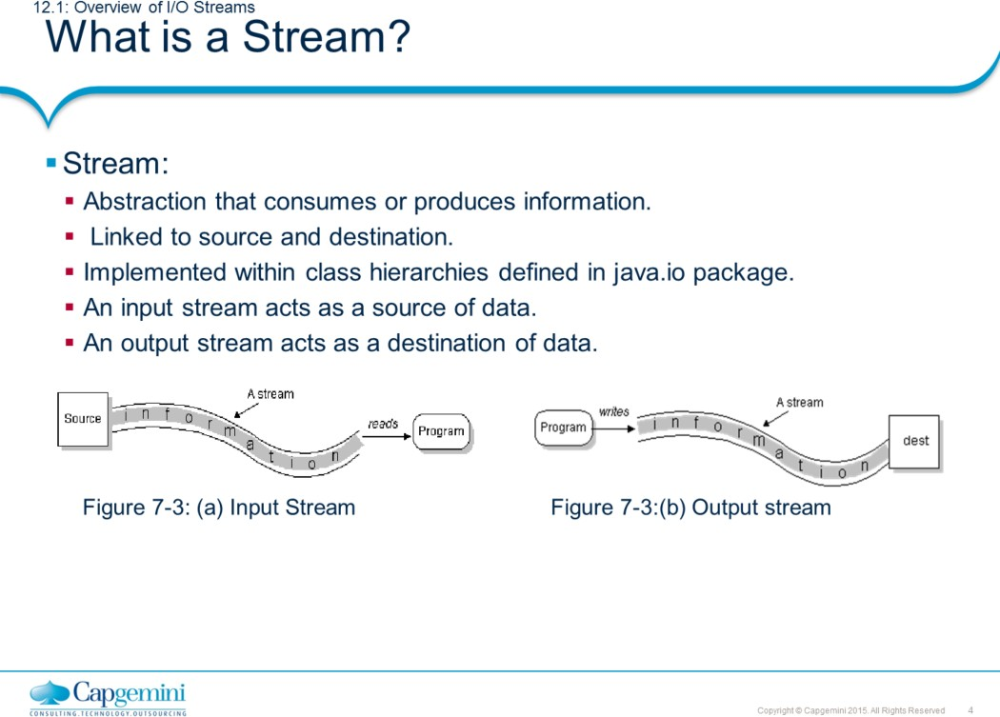 12.1: Overview of I/O Streams
What is a Stream?
Stream:
Abstraction that consumes or produces information.
Linked to source and destination.
Implemented within class hierarchies defined in java.io package.
An input stream acts as a source of data.
An output stream acts as a destination of data.
Source
information
A stream
reads
Program
Figure 7-3: (a) Input Stream
Program
writes
information
A stream
dest
Figure 7-3:(b) Output stream
Capgemini
CONSULTING.TECHNOLOGY.OUTSOURCING
Copyright © Capgemini 2015. All Rights Reserved 4